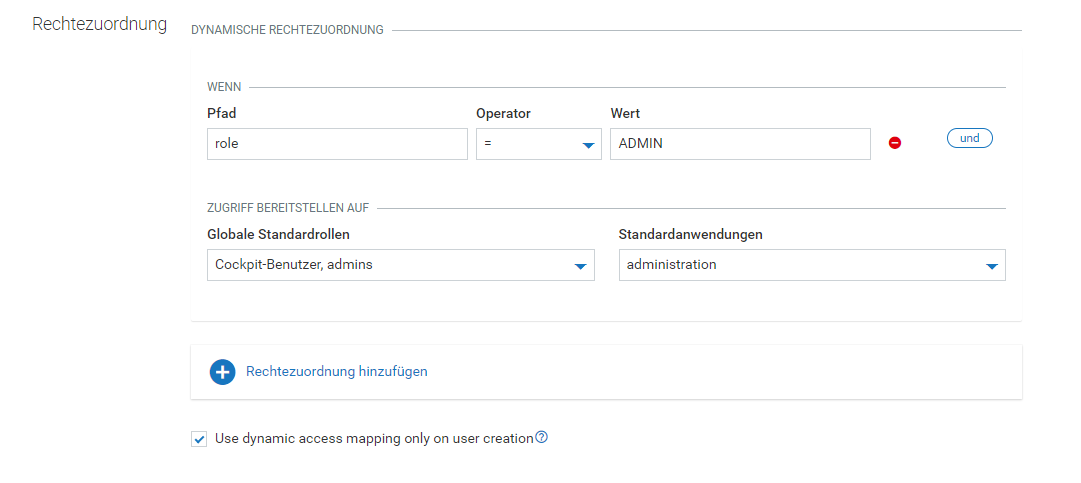 Rechtezuordnung
DYNAMISCHE RECHTEZUORDNUNG
WENN
Pfad Operator Wert
role = ADMIN und
ZUGRIFF BEREITSTELLEN AUF
Globale Standardrollen Standardanwendungen
Cockpit-Benutzer, admins administration
Rechtezuordnung hinzufügen
Use dynamic access mapping only on user creation